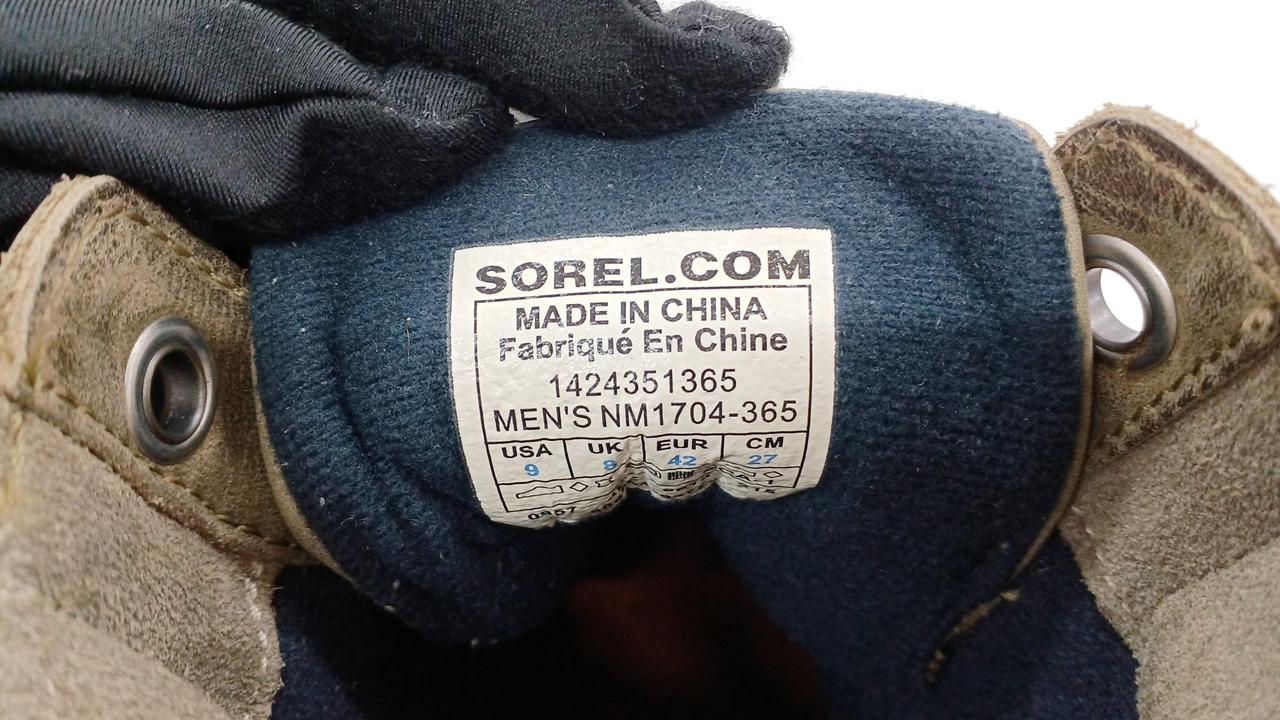 SOREL.COM
MADE IN CHINA
Fabriqué En Chine
1424351365
MEN'S NM1704-365
USA UK EUR CM
9 8 42 27